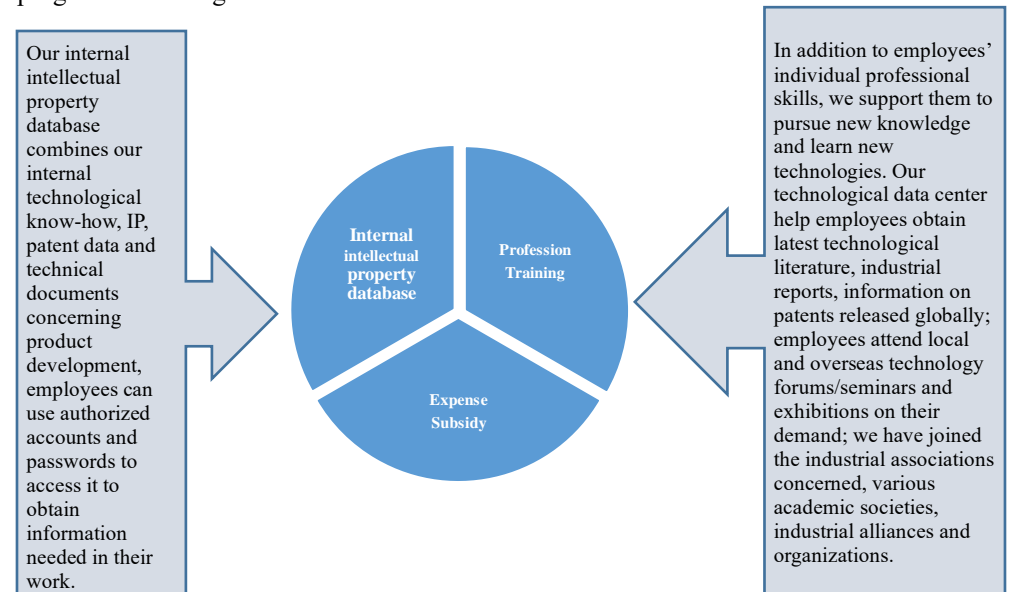 Our internal
intellectual
property
database
combines our
internal
technological
know-how, IP,
patent data and
technical
documents
concerning
product
development,
employees can
use authorized
accounts and
passwords to
access it to
obtain
information
needed in their
work.
Internal
intellectual
property
database
Profession
Training
Expense
Subsidy
In addition to employees’
individual professional
skills, we support them to
pursue new knowledge
and learn new
technologies. Our
technological data center
help employees obtain
latest technological
literature, industrial
reports, information on
patents released globally;
employees attend local
and overseas technology
forums/seminars and
exhibitions on their
demand; we have joined
the industrial associations
concerned, various
academic societies,
industrial alliances and
organizations.